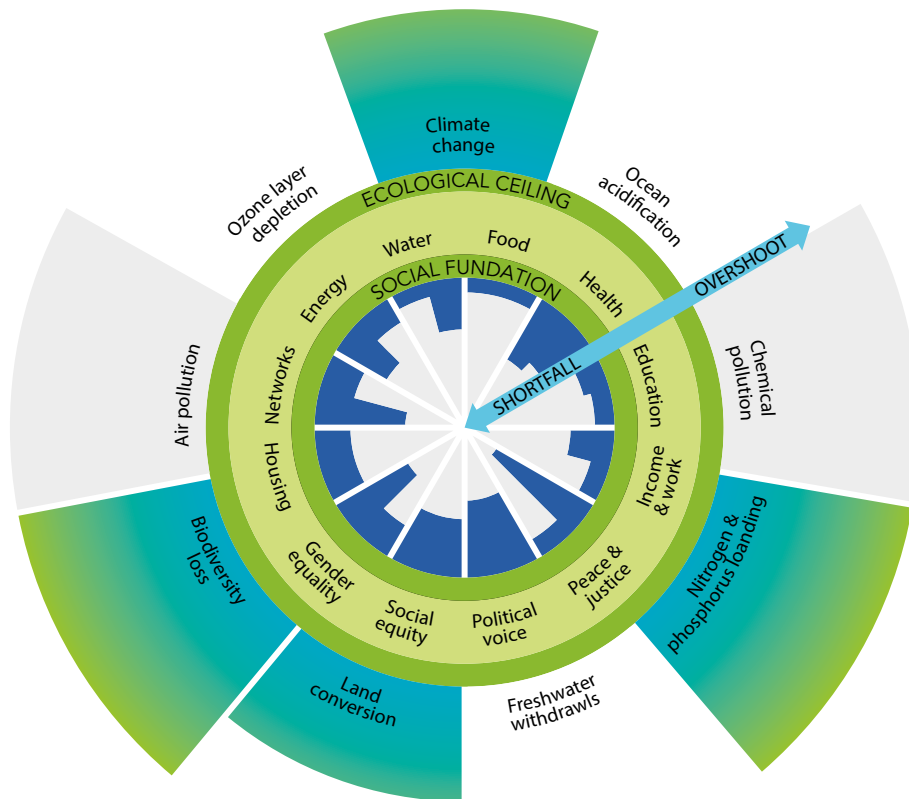 Climate
change
Ozone layer
depletion
Ocean
acidification
ECOLOGICAL CEILING
Water
Food
Energy
Health
SOCIAL FUNDATION
OVERSHOOT
SHORTFALL
Air pollution
Networks
Education
Chemical
pollution
Housing
Income
& work
Biodiversity
loss
Nitrogen &
phosphorus loanding
Gender
equality
Peace &
justice
Social
equity
Political
voice
Land
conversion
Freshwater
withdrawls